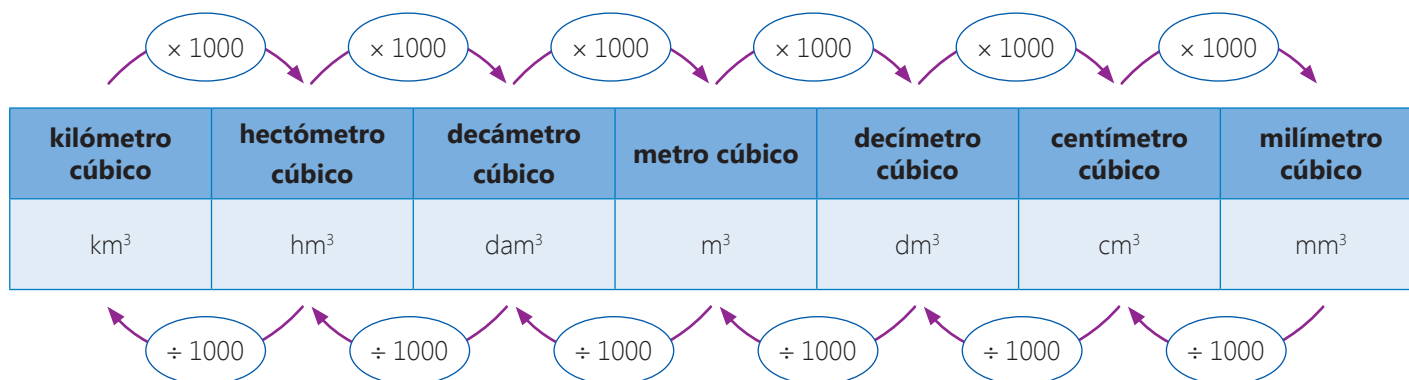 × 1000 × 1000 × 1000 × 1000 × 1000 × 1000
kilómetro cúbico
hectómetro cúbico
decámetro cúbico
metro cúbico
decímetro cúbico
centímetro cúbico
milímetro cúbico
km³ hm³ dam³ m³ dm³ cm³ mm³
÷ 1000 ÷ 1000 ÷ 1000 ÷ 1000 ÷ 1000 ÷ 1000